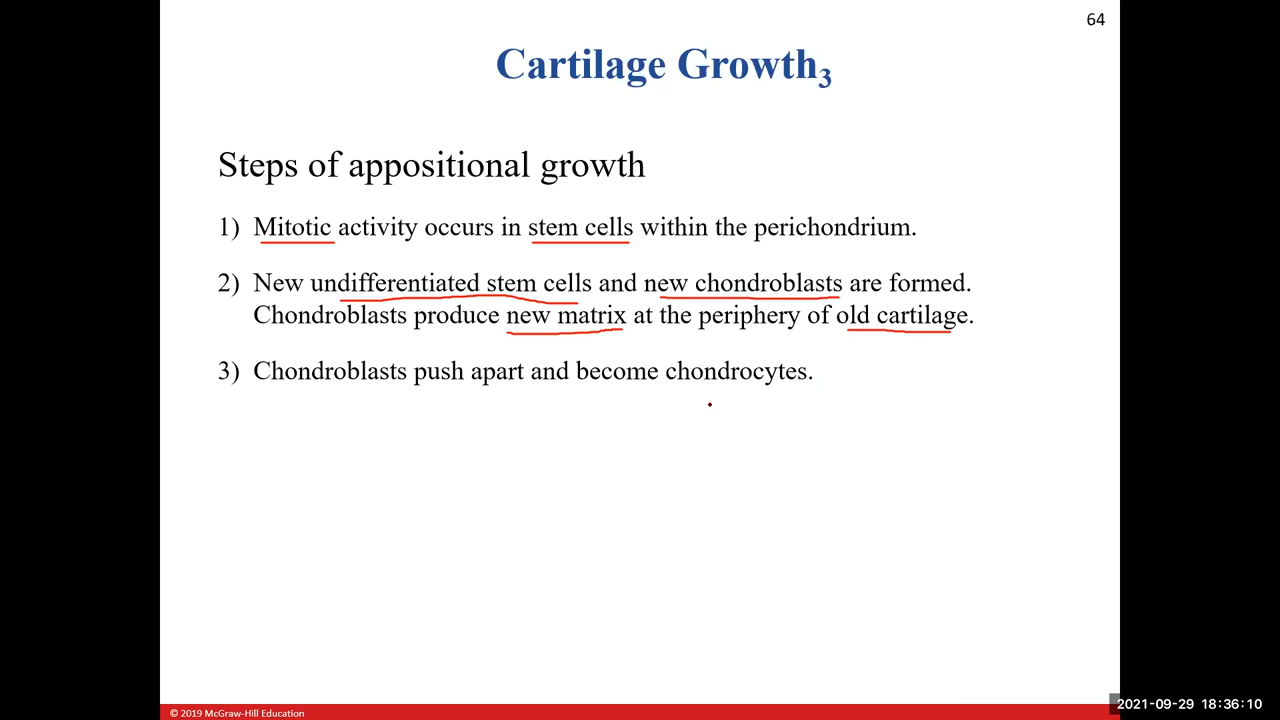 64
Cartilage Growth3
Steps of appositional growth
1) Mitotic activity occurs in stem cells within the perichondrium.
2) New undifferentiated stem cells and new chondroblasts are formed.
Chondroblasts produce new matrix at the periphery of old cartilage.
3) Chondroblasts push apart and become chondrocytes.
© 2019 McGraw-Hill Education
2021-09-29 18:36:10